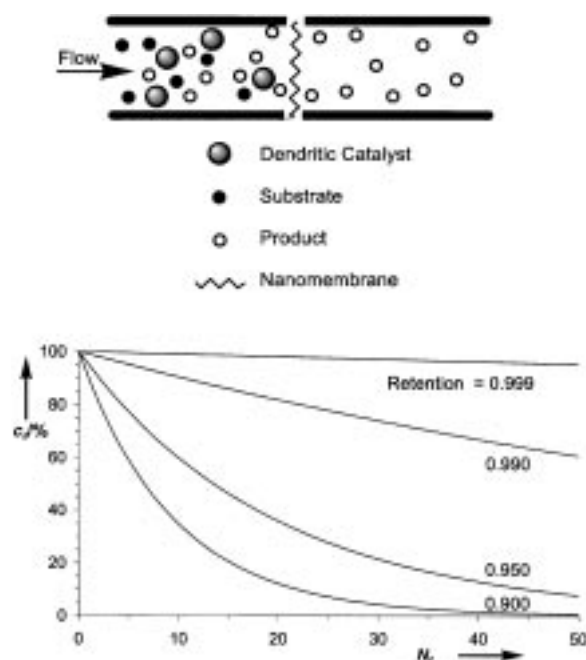 Flow
Dendritic Catalyst
Substrate
Product
Nanomembrane
100
Retention = 0.999
80
60
0.990
40
20
0.950
0.900
0
0 10 20 30 40 50